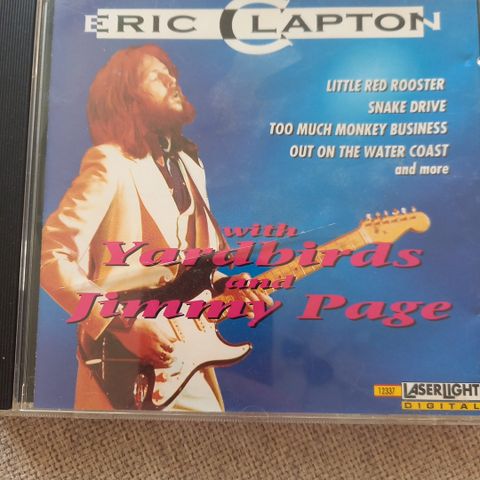 ERIC CLAPTON
LITTLE RED ROOSTER
SNAKE DRIVE
TOO MUCH MONKEY BUSINESS
OUT ON THE WATER COAST
and more
with
Yardbirds
and
Jimmy Page
12337
LASERLIGHT
DIGITAL